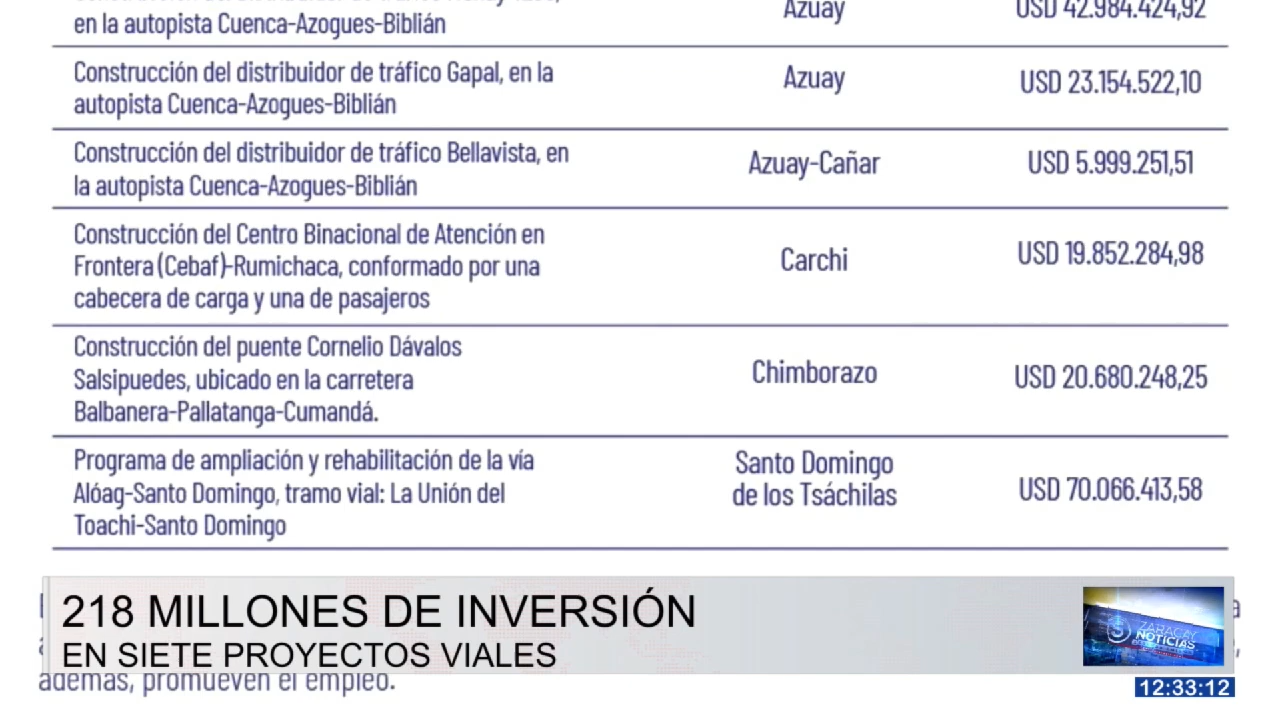 Azuay
USD 42.984.424,92
en la autopista Cuenca-Azogues-Biblián
Construcción del distribuidor de tráfico Gapal, en la
autopista Cuenca-Azogues-Biblián
Azuay
USD 23.154.522,10
Construcción del distribuidor de tráfico Bellavista, en
la autopista Cuenca-Azogues-Biblián
Azuay-Cañar
USD 5.999.251,51
Construcción del Centro Binacional de Atención en
Frontera (Cebaf)-Rumichaca, conformado por una
cabecera de carga y una de pasajeros
Carchi
USD 19.852.284,98
Construcción del puente Cornelio Dávalos
Salsipuedes, ubicado en la carretera
Balbanera-Pallatanga-Cumandá.
Chimborazo
USD 20.680.248,25
Programa de ampliación y rehabilitación de la vía
Alóag-Santo Domingo, tramo vial: La Unión del
Toachi-Santo Domingo
Santo Domingo
de los Tsáchilas
USD 70.066.413,58
218 MILLONES DE INVERSIÓN
EN SIETE PROYECTOS VIALES
ZARACAY
NOTICIAS
además, promueven el empleo.
12:33:12